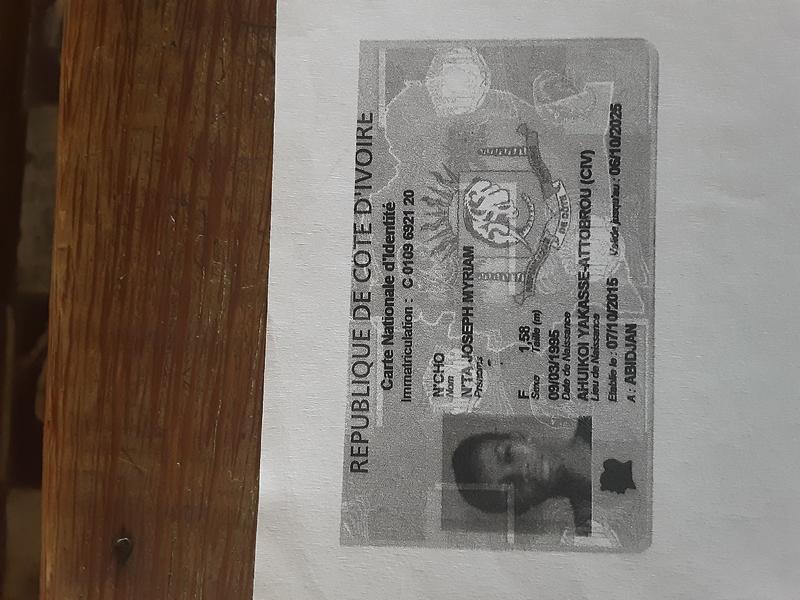 REPUBLIQUE DE COTE D'IVOIRE
Carte Nationale d'Identité
Immatriculation : C 0109 6921 20
N'CHO
Nom
N'TA JOSEPH MYRIAM
Prénoms
F 1,58
Sexe Taille (m)
09/03/1995
Date de Naissance
AHUIKOI YAKASSE-ATTOBROU (CIV)
Lieu de Naissance
Etablie le : 07/10/2015 Valide jusqu'au : 06/10/2025
A : ABIDJAN